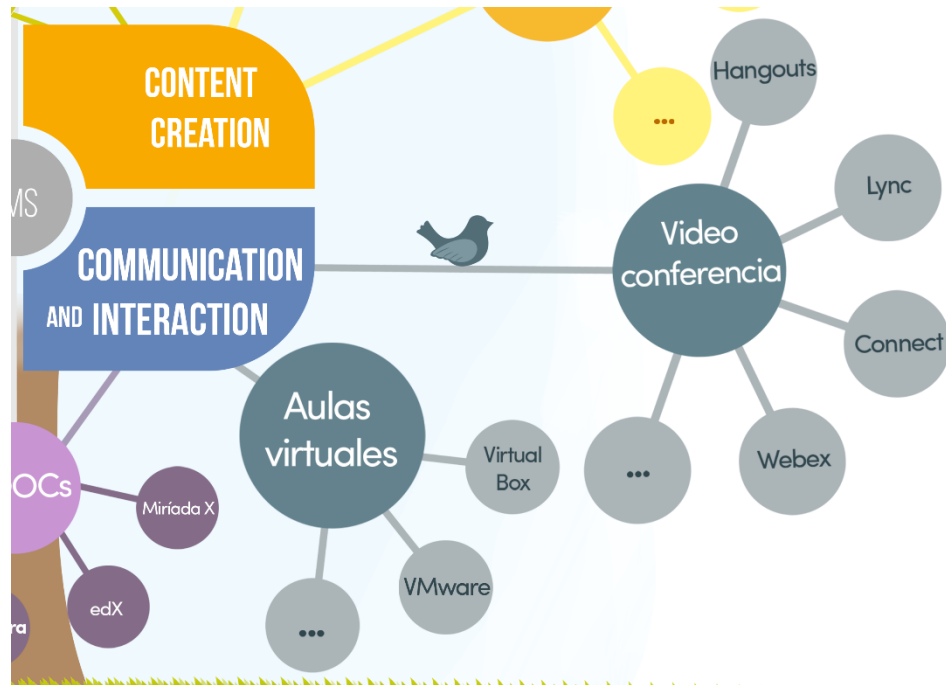 CONTENT
CREATION
MS
COMMUNICATION
AND INTERACTION
Hangouts
...
Lync
Video
conferencia
Connect
Webex
...
Aulas
virtuales
Virtual
Box
VMware
...
OCs
Miríada X
edX
ra